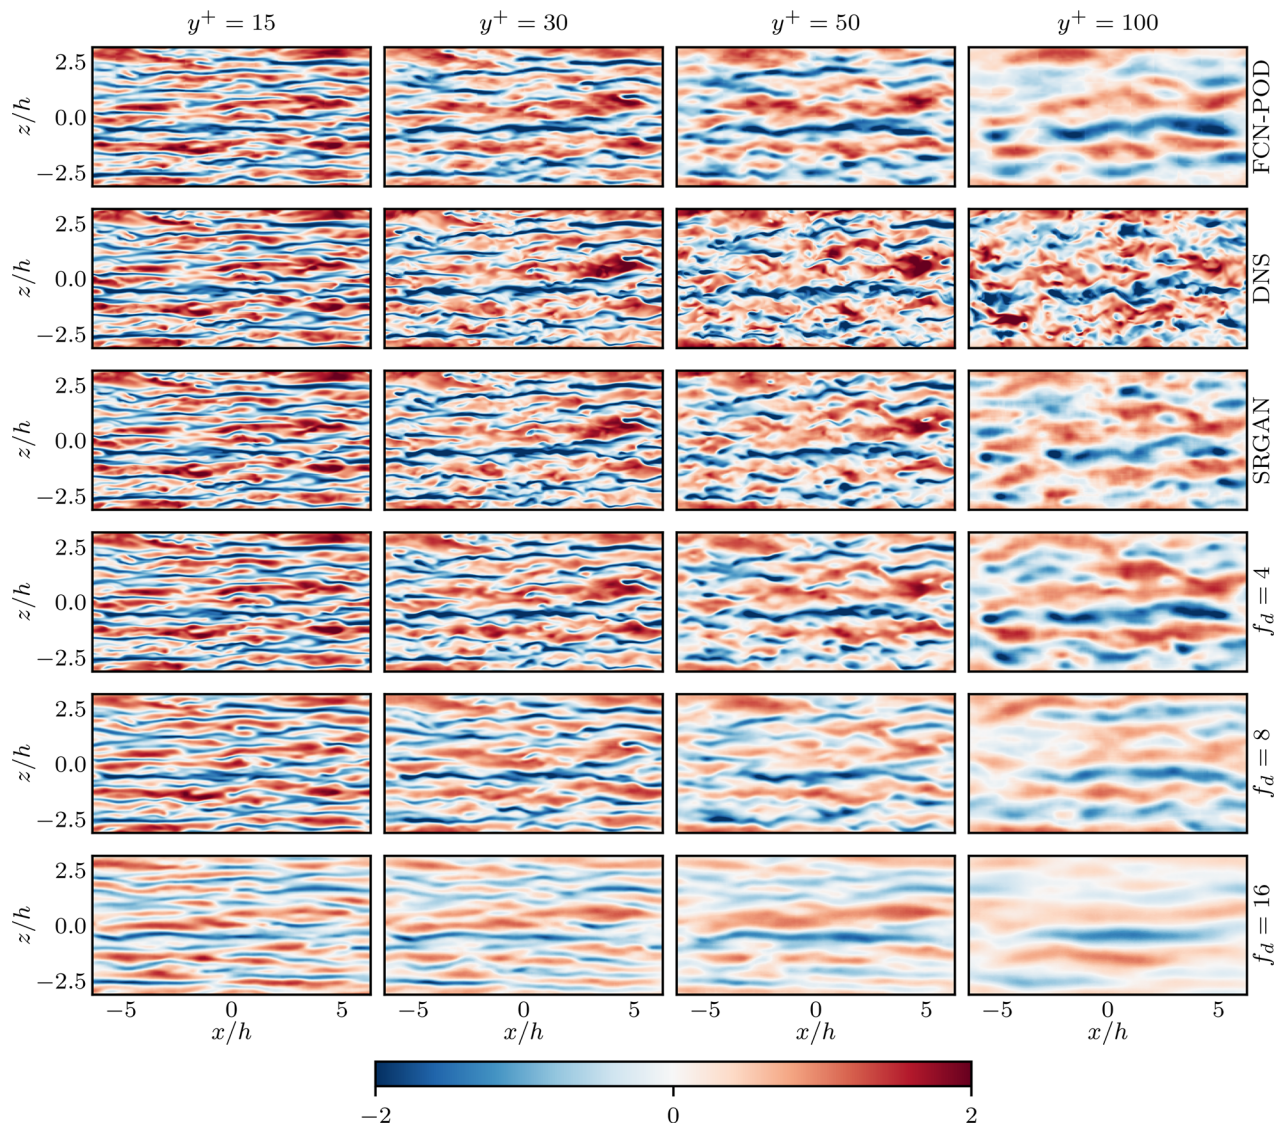 y⁺ = 15 y⁺ = 30 y⁺ = 50 y⁺ = 100
2.5
0.0
−2.5
z/h
FCN-POD
2.5
0.0
−2.5
z/h
DNS
2.5
0.0
−2.5
z/h
SRGAN
2.5
0.0
−2.5
z/h
f_d = 4
2.5
0.0
−2.5
z/h
f_d = 8
2.5
0.0
−2.5
z/h
f_d = 16
−5 0 5 −5 0 5 −5 0 5 −5 0 5
x/h x/h x/h x/h
−2 0 2